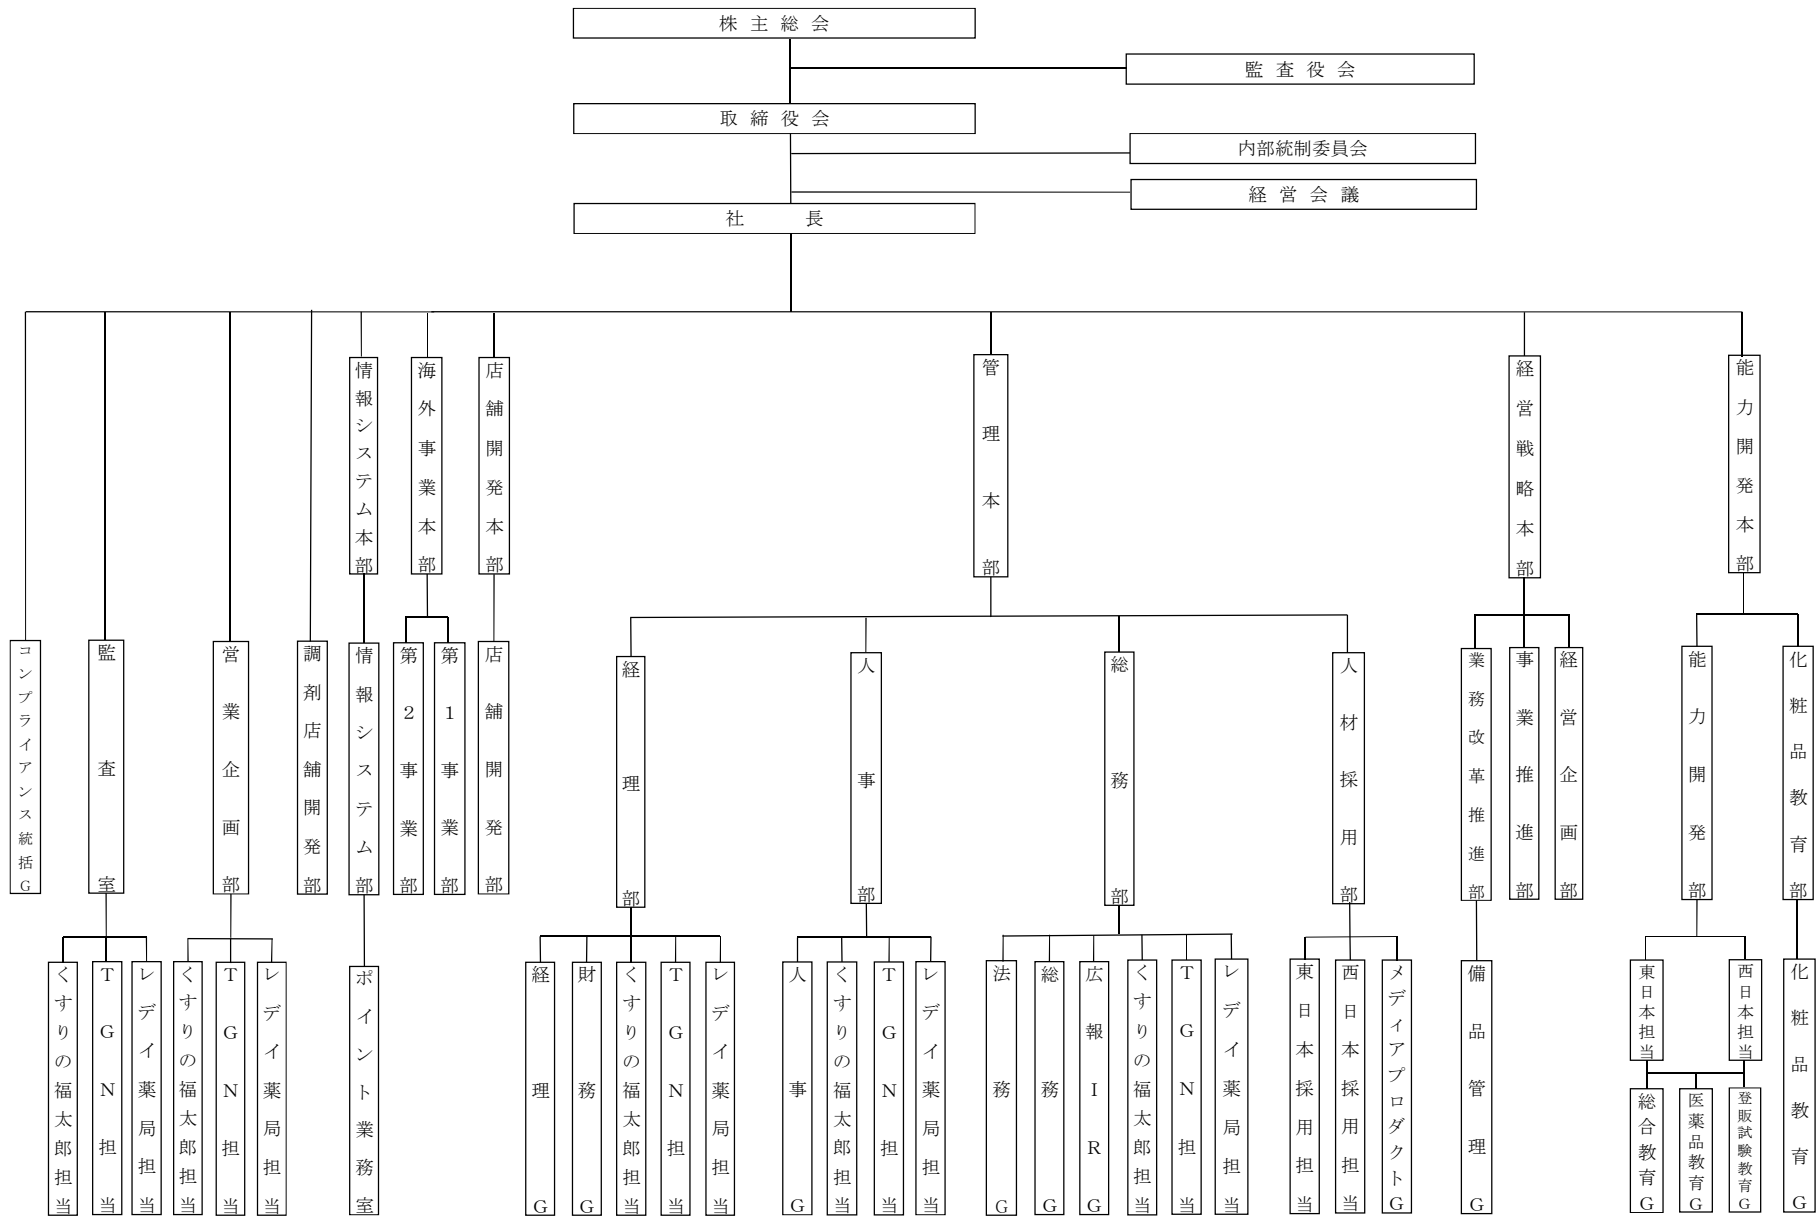 株主総会
監査役会
取締役会
内部統制委員会
経営会議
社長
情報システム本部
海外事業本部
店舗開発本部
管理本部
経営戦略本部
能力開発本部
コンプライアンス統括G
監査室
営業企画部
調剤店舗開発部
情報システム部
第2事業部
第1事業部
店舗開発部
経理部
人事部
総務部
人材採用部
業務改革推進部
事業推進部
経営企画部
能力開発部
化粧品教育部
くすりの福太郎担当
TGN担当
レデイ薬局担当
くすりの福太郎担当
TGN担当
レデイ薬局担当
ポイント業務室
経理G
財務G
くすりの福太郎担当
TGN担当
レデイ薬局担当
人事G
くすりの福太郎担当
TGN担当
レデイ薬局担当
法務G
総務G
広報IRG
くすりの福太郎担当
TGN担当
レデイ薬局担当
東日本採用担当
西日本採用担当
メディアプロダクトG
備品管理G
東日本担当
西日本担当
総合教育G
医薬品教育G
登販試験教育G
化粧品教育G